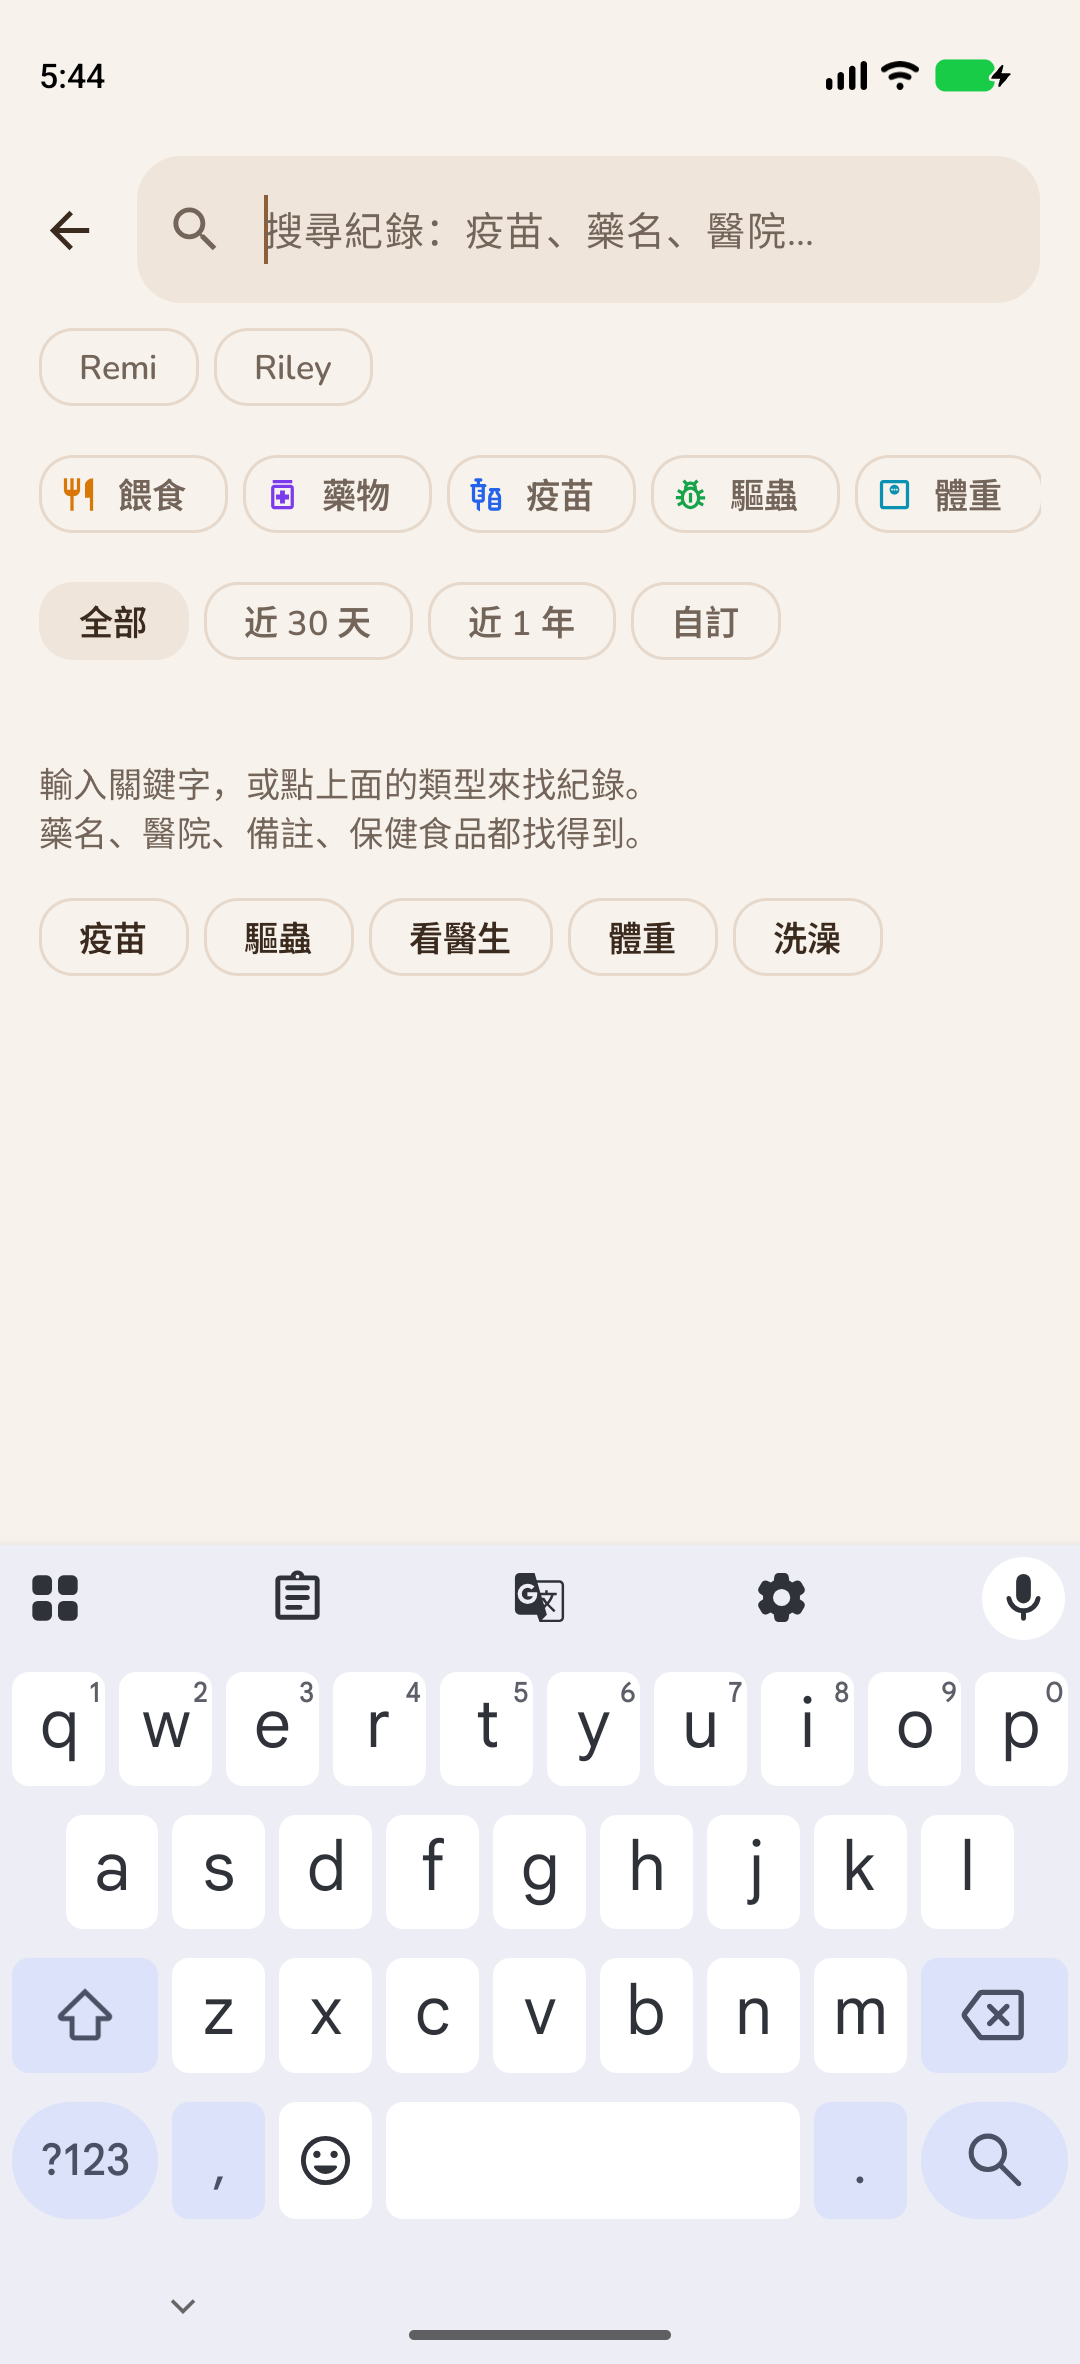 5:44
搜尋紀錄：疫苗、藥名、醫院...
Remi Riley
餵食 藥物 疫苗 驅蟲 體重
全部 近 30 天 近 1 年 自訂
輸入關鍵字，或點上面的類型來找紀錄。
藥名、醫院、備註、保健食品都找得到。
疫苗 驅蟲 看醫生 體重 洗澡
G 文
q 1 w 2 e 3 r 4 t 5 y 6 u 7 i 8 o 9 p 0
a s d f g h j k l
z x c v b n m
?123 , .